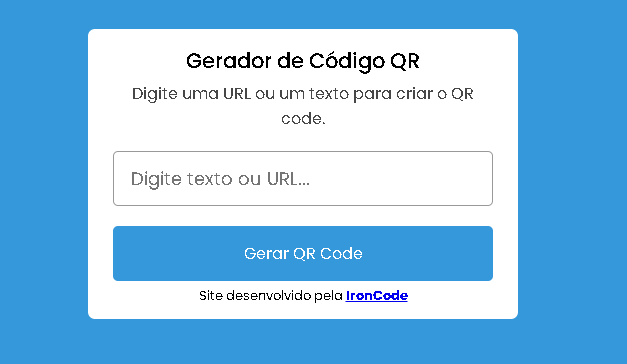 Gerador de Código QR
Digite uma URL ou um texto para criar o QR
code.
Digite texto ou URL...
Gerar QR Code
Site desenvolvido pela IronCode